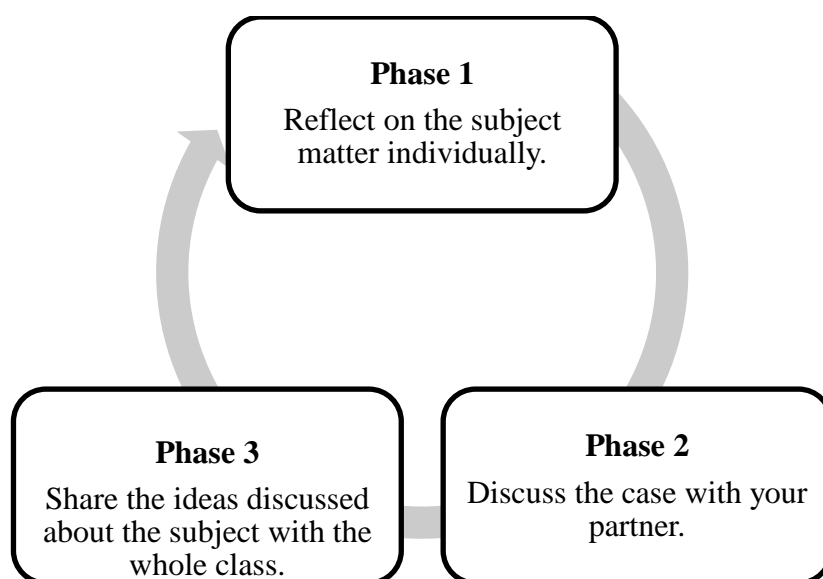 Phase 1
Reflect on the subject
matter individually.
Phase 2
Discuss the case with your
partner.
Phase 3
Share the ideas discussed
about the subject with the
whole class.